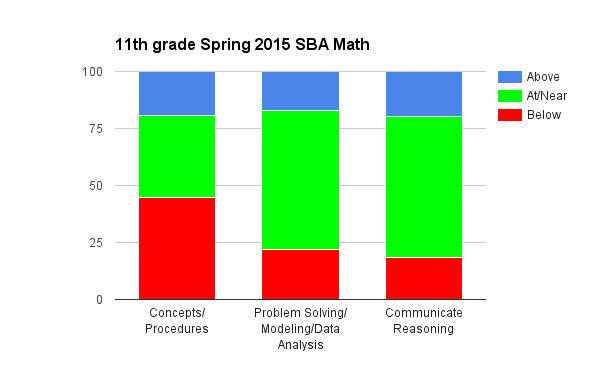 11th grade Spring 2015 SBA Math
100
75
50
25
0
Above
At/Near
Below
Concepts/
Procedures
Problem Solving/
Modeling/Data
Analysis
Communicate
Reasoning